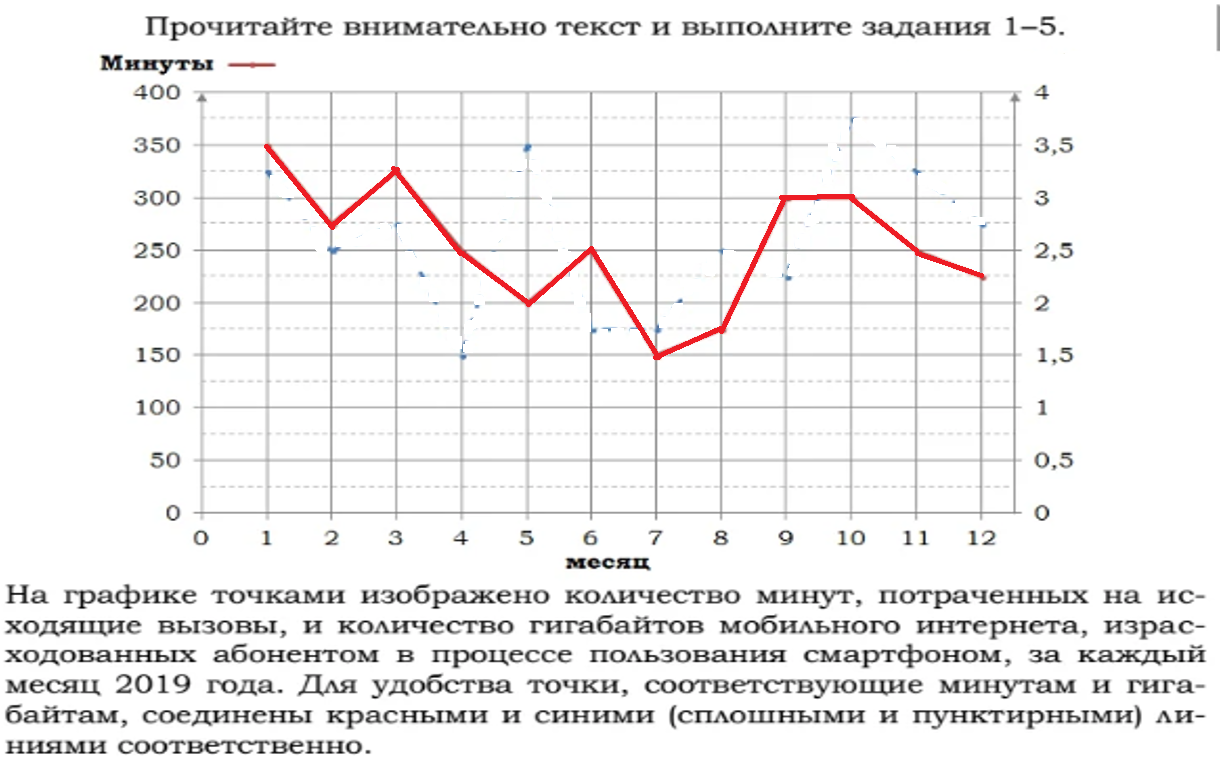 Прочитайте внимательно текст и выполните задания 1–5.
Минуты
400 4
350 3,5
300 3
250 2,5
200 2
150 1,5
100 1
50 0,5
0 0
0 1 2 3 4 5 6 7 8 9 10 11 12
месяц
На графике точками изображено количество минут, потраченных на ис-
ходящие вызовы, и количество гигабайтов мобильного интернета, израс-
ходованных абонентом в процессе пользования смартфоном, за каждый
месяц 2019 года. Для удобства точки, соответствующие минутам и гига-
байтам, соединены красными и синими (сплошными и пунктирными) ли-
ниями соответственно.